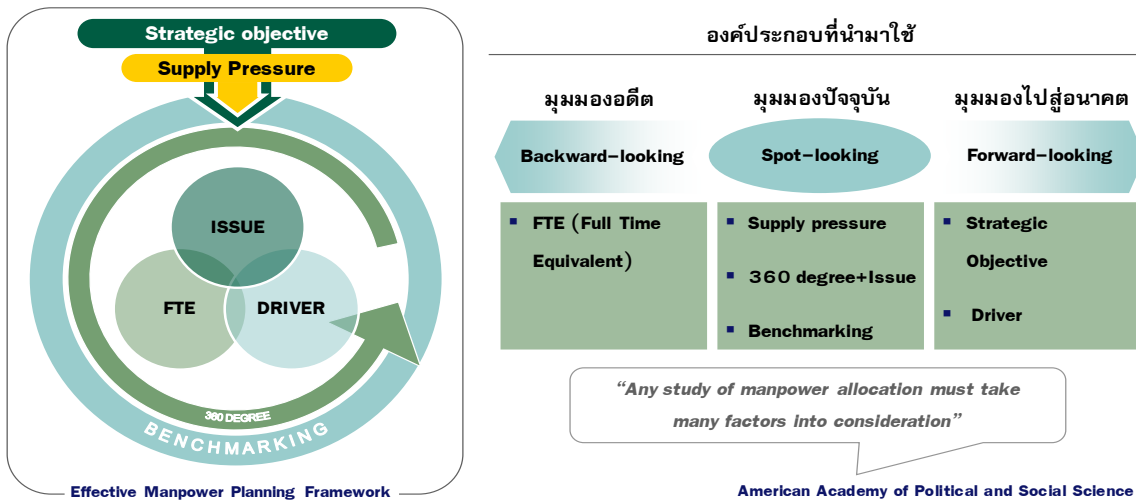 Strategic objective
Supply Pressure
ISSUE
FTE
DRIVER
360 DEGREE
BENCHMARKING
Effective Manpower Planning Framework
องค์ประกอบที่นำมาใช้
มุมมองอดีต
มุมมองปัจจุบัน
มุมมองไปสู่อนาคต
Backward-looking
Spot-looking
Forward-looking
▪ FTE (Full Time
Equivalent)
▪ Supply pressure
▪ 360 degree+Issue
▪ Benchmarking
▪ Strategic
Objective
▪ Driver
“Any study of manpower allocation must take
many factors into consideration”
American Academy of Political and Social Science